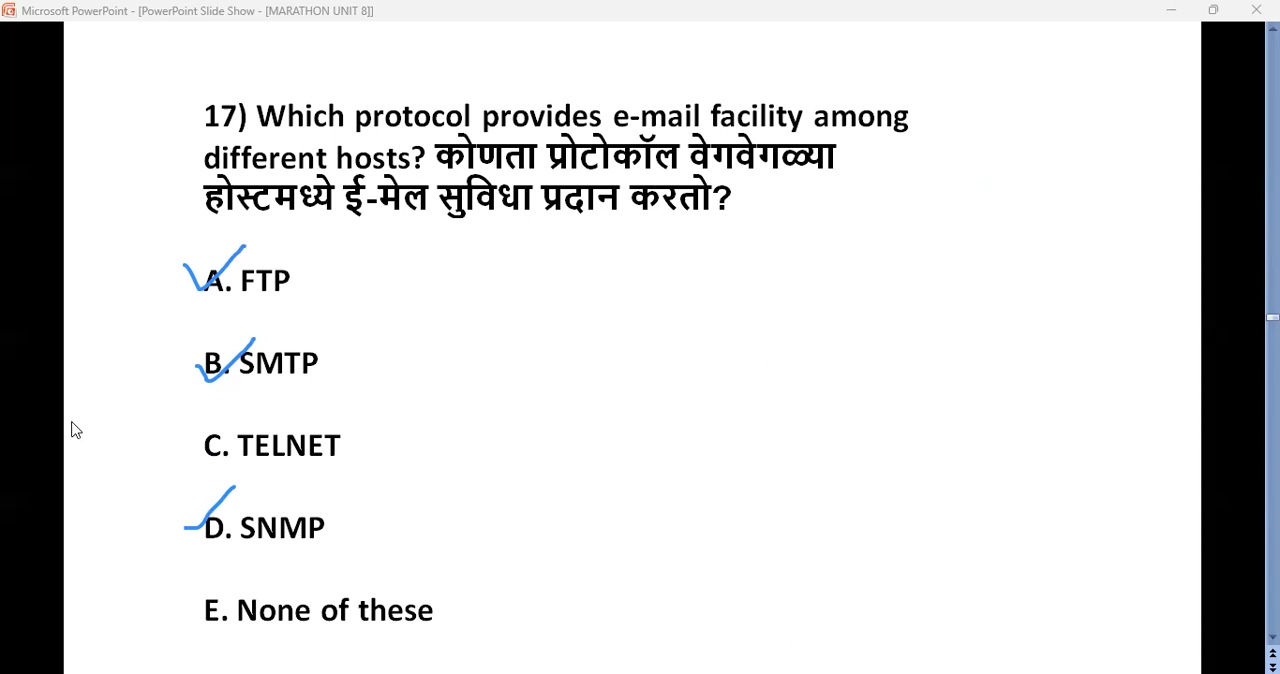 Microsoft PowerPoint - [PowerPoint Slide Show - [MARATHON UNIT 8]]
17) Which protocol provides e-mail facility among
different hosts? कोणता प्रोटोकॉल वेगवेगळ्या
होस्टमध्ये ई-मेल सुविधा प्रदान करतो?
A. FTP
B. SMTP
C. TELNET
D. SNMP
E. None of these